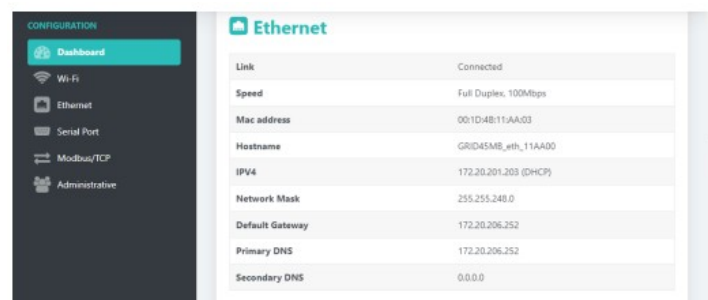 CONFIGURATION
Dashboard
Wi-Fi
Ethernet
Serial Port
Modbus/TCP
Administrative
Ethernet
Link Connected
Speed Full Duplex, 100Mbps
Mac address 00:1D:4B:11:AA:03
Hostname GRID45MB_eth_11AA00
IPV4 172.20.201.203 (DHCP)
Network Mask 255.255.248.0
Default Gateway 172.20.206.252
Primary DNS 172.20.206.252
Secondary DNS 0.0.0.0